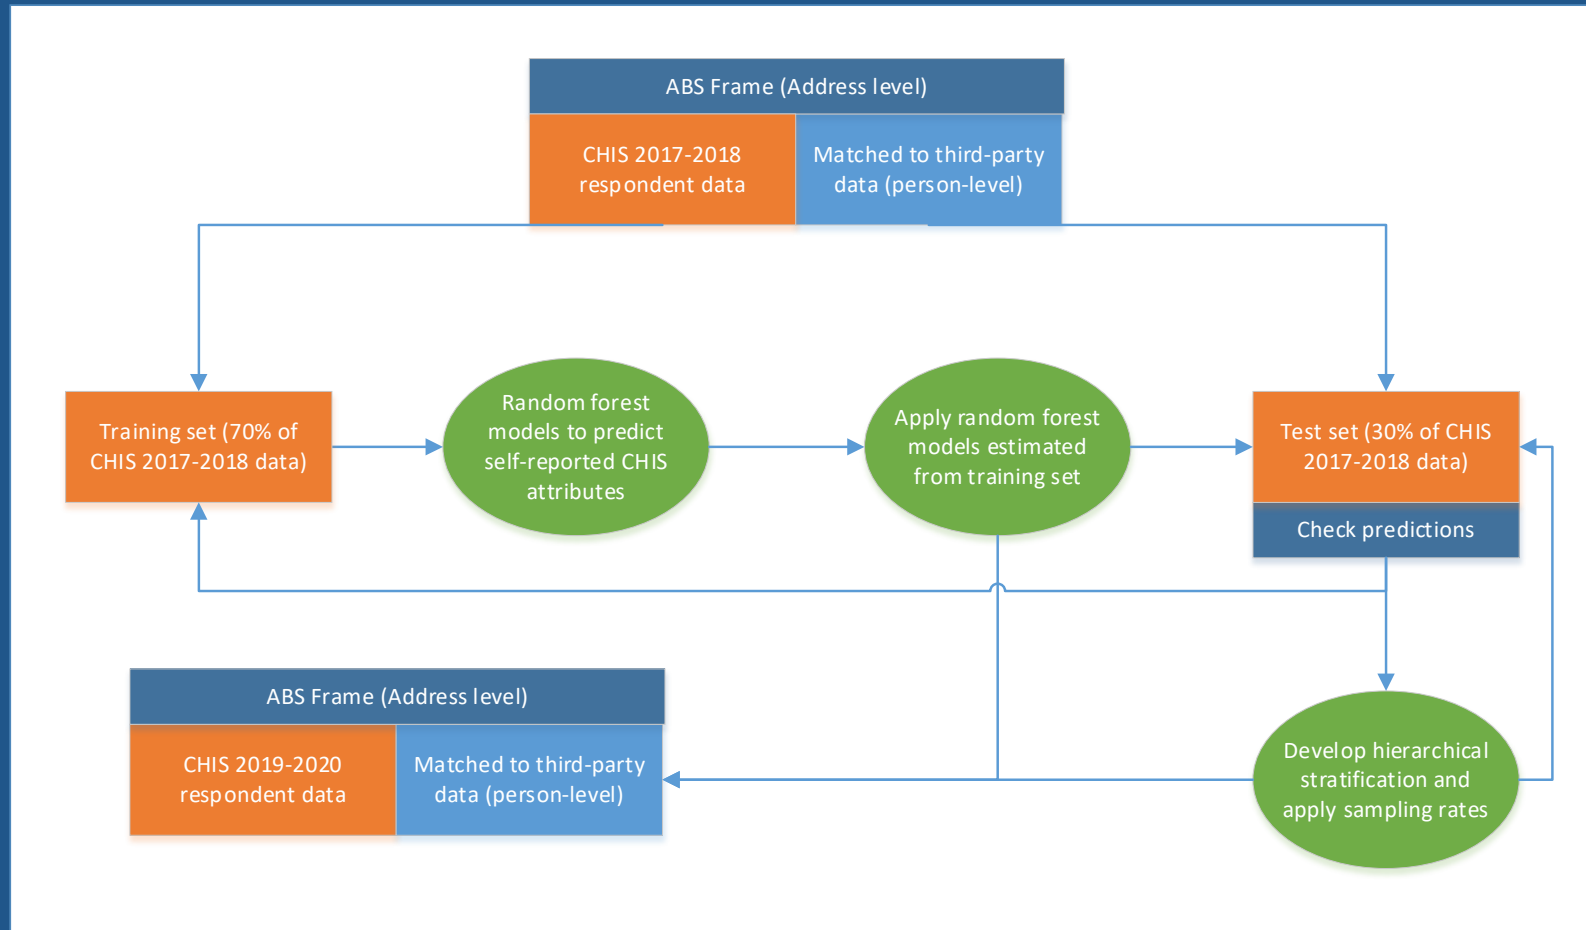 ABS Frame (Address level)
CHIS 2017-2018
respondent data
Matched to third-party
data (person-level)
Training set (70% of
CHIS 2017-2018 data)
Random forest
models to predict
self-reported CHIS
attributes
Apply random forest
models estimated
from training set
Test set (30% of CHIS
2017-2018 data)
Check predictions
ABS Frame (Address level)
CHIS 2019-2020
respondent data
Matched to third-party
data (person-level)
Develop hierarchical
stratification and
apply sampling rates